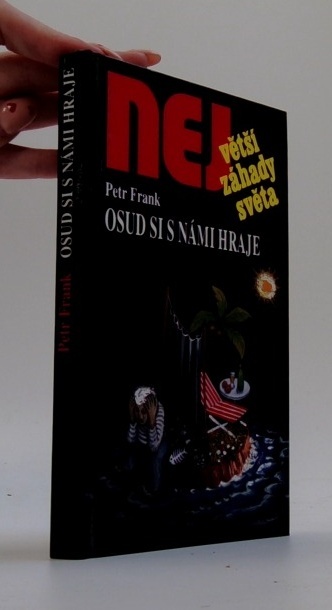 NEJ
větší
záhady
světa
Petr Frank
OSUD SI S NÁMI HRAJE
Petr Frank OSUD SI S NÁMI HRAJE